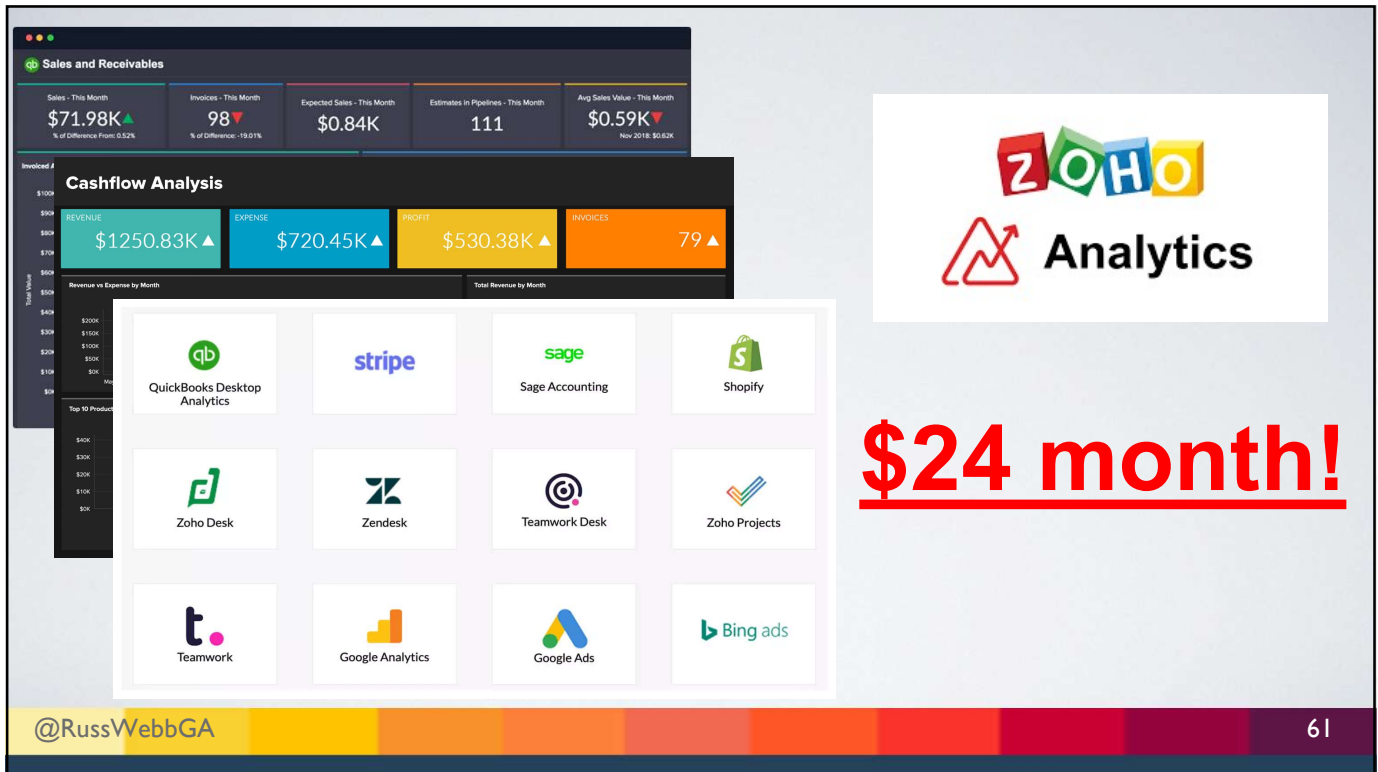 qb Sales and Receivables
Sales - This Month
$71.98K
% of Difference From: 0.52%
Invoices - This Month
98
% of Difference: -19.01%
Expected Sales - This Month
$0.84K
Estimates in Pipelines - This Month
111
Avg Sales Value - This Month
$0.59K
Nov 2018: $0.62K
Invoiced
Total Value
Cashflow Analysis
REVENUE
$1250.83K
EXPENSE
$720.45K
PROFIT
$530.38K
INVOICES
79
Revenue vs Expense by Month
$200K
$150K
$100K
$50K
$0K
Total Revenue by Month
Top 10 Product
$40K
$30K
$20K
$10K
$0K
qb
QuickBooks Desktop
Analytics
stripe
sage
Sage Accounting
S
Shopify
Zoho Desk
Zendesk
Teamwork Desk
Zoho Projects
t.
Teamwork
Google Analytics
Google Ads
Bing ads
ZOHO
Analytics
$24 month!
@RussWebbGA
61